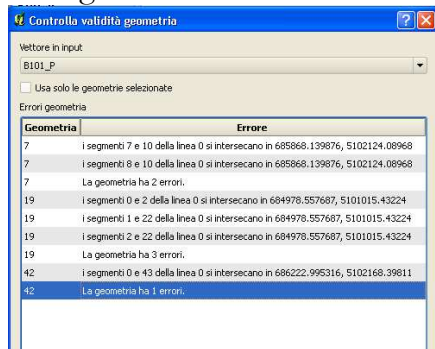 Controlla validità geometria
Vettore in input
B101_P
Usa solo le geometrie selezionate
Errori geometria
Geometria Errore
7 i segmenti 7 e 10 della linea 0 si intersecano in 685868.139876, 5102124.08968
7 i segmenti 8 e 10 della linea 0 si intersecano in 685868.139876, 5102124.08968
7 La geometria ha 2 errori.
19 i segmenti 0 e 2 della linea 0 si intersecano in 684978.557687, 5101015.43224
19 i segmenti 1 e 22 della linea 0 si intersecano in 684978.557687, 5101015.43224
19 i segmenti 2 e 22 della linea 0 si intersecano in 684978.557687, 5101015.43224
19 La geometria ha 3 errori.
42 i segmenti 0 e 43 della linea 0 si intersecano in 686222.995316, 5102168.39811
42 La geometria ha 1 errori.